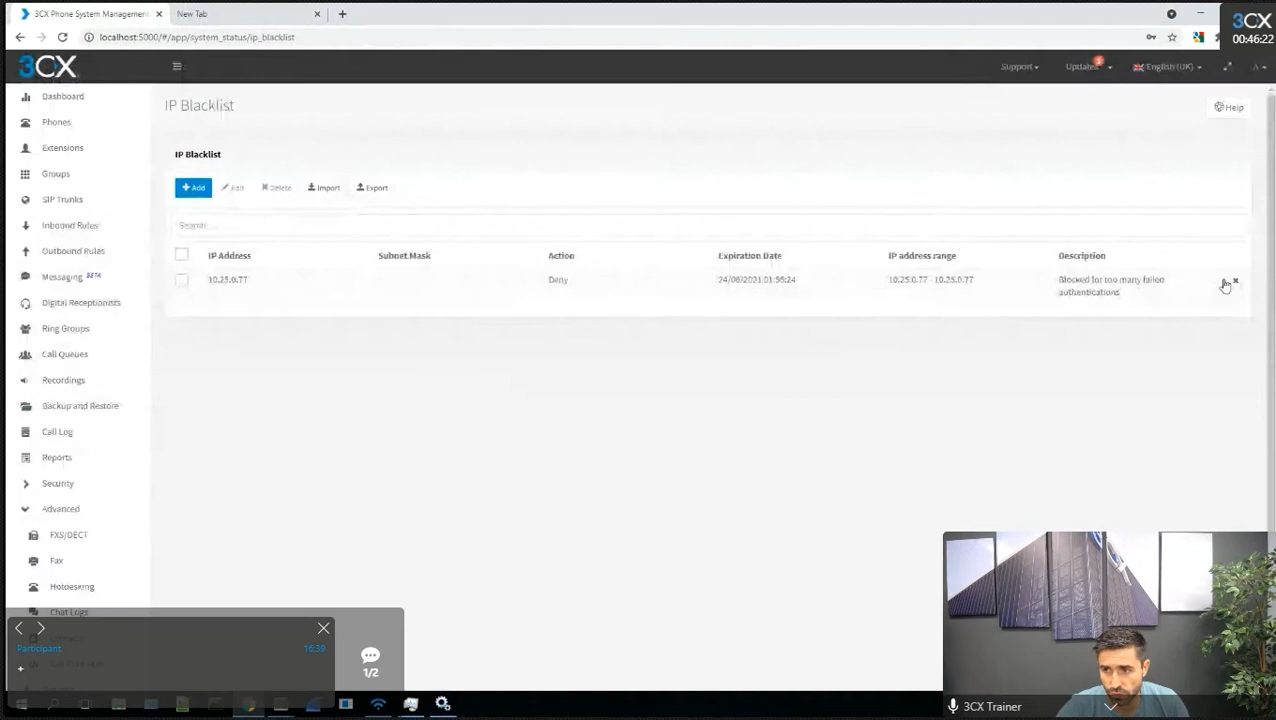 3CX Phone System Management
New Tab
localhost:5000/#/app/system_status/ip_blacklist
3CX
00:46:22
3CX
Support
Updates
English (UK)
Dashboard
Phones
Extensions
Groups
SIP Trunks
Inbound Rules
Outbound Rules
Messaging BETA
Digital Receptionists
Ring Groups
Call Queues
Recordings
Backup and Restore
Call Log
Reports
Security
Advanced
FXS/DECT
Fax
Hotdesking
Chat Logs
IP Blacklist
Help
IP Blacklist
+ Add
Edit
Delete
Import
Export
Search...
IP Address
Subnet Mask
Action
Expiration Date
IP address range
Description
10.25.0.77
Deny
24/06/2021 01:56:24
10.25.0.77 - 10.25.0.77
Blocked for too many failed
authentications
Participant
16:39
+
1/2
3CX Trainer